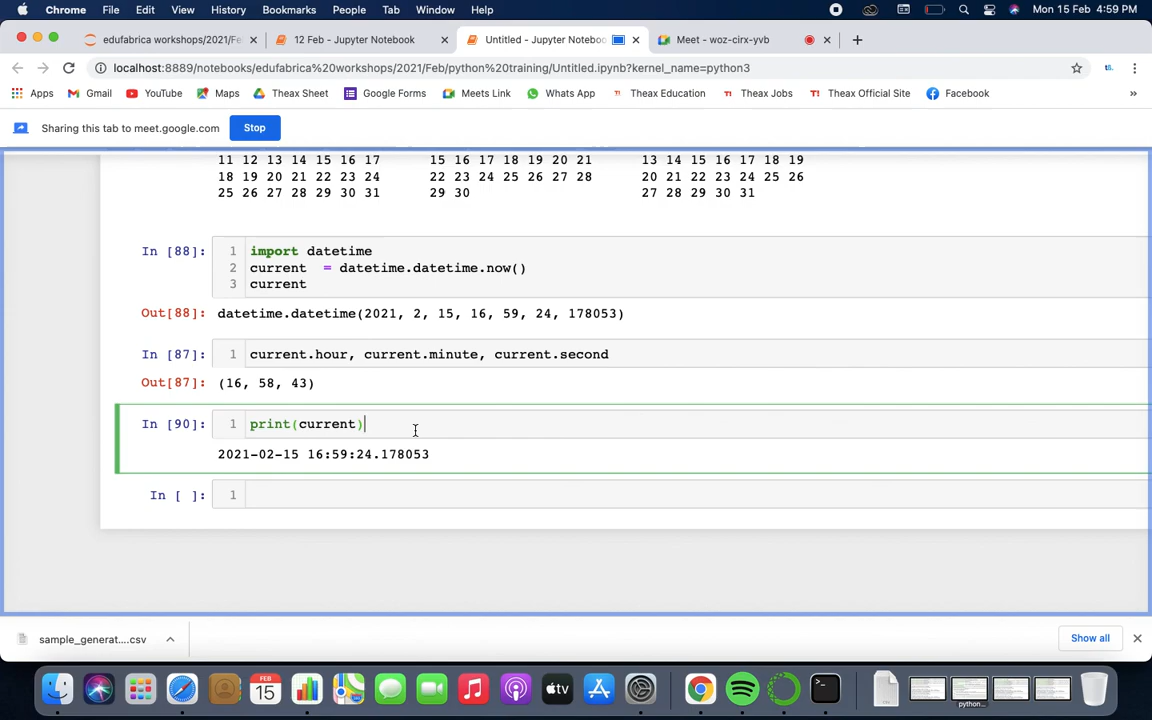 Chrome File Edit View History Bookmarks People Tab Window Help Mon 15 Feb 4:59 PM
edufabrica workshops/2021/Fe 12 Feb - Jupyter Notebook Untitled - Jupyter Noteboo Meet - woz-cirx-yvb
localhost:8889/notebooks/edufabrica%20workshops/2021/Feb/python%20training/Untitled.ipynb?kernel_name=python3
Apps Gmail YouTube Maps Theax Sheet Google Forms Meets Link Whats App Theax Education Theax Jobs Theax Official Site Facebook »
Sharing this tab to meet.google.com Stop
11 12 13 14 15 16 17 15 16 17 18 19 20 21 13 14 15 16 17 18 19
18 19 20 21 22 23 24 22 23 24 25 26 27 28 20 21 22 23 24 25 26
25 26 27 28 29 30 31 29 30 27 28 29 30 31
In [88]: 1 import datetime
2 current = datetime.datetime.now()
3 current
Out[88]: datetime.datetime(2021, 2, 15, 16, 59, 24, 178053)
In [87]: 1 current.hour, current.minute, current.second
Out[87]: (16, 58, 43)
In [90]: 1 print(current)
2021-02-15 16:59:24.178053
In [ ]: 1
sample_generat....csv Show all
FEB
15
tv
python...